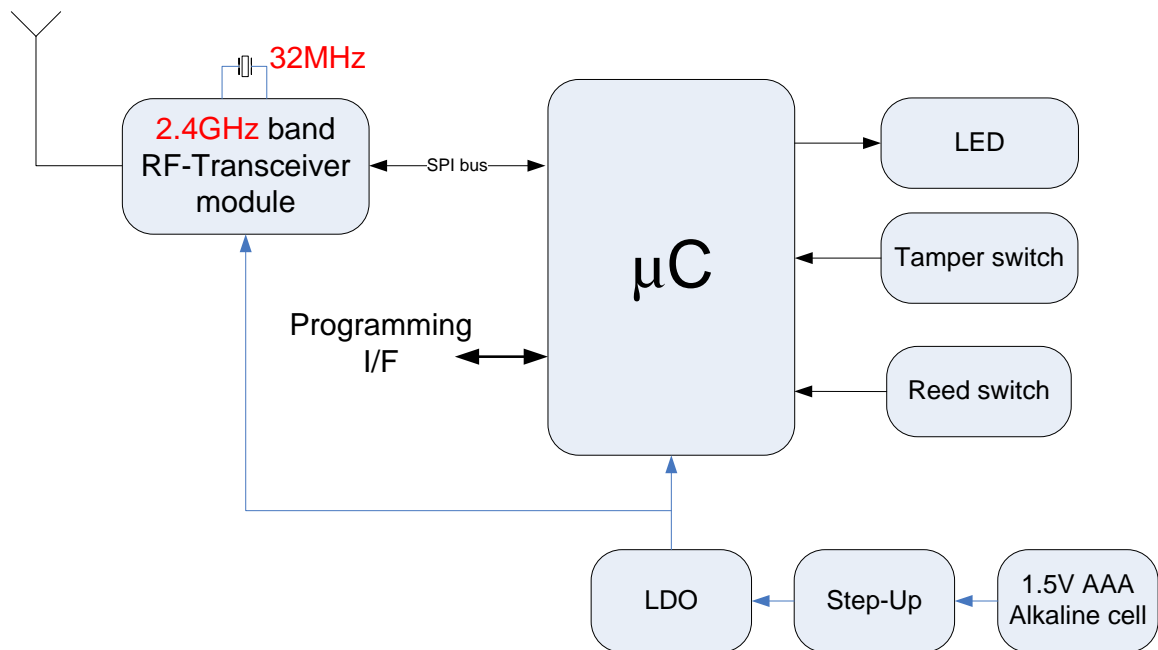 32MHz
2.4GHz band
RF-Transceiver
module
SPI bus
μC
LED
Tamper switch
Programming
I/F
Reed switch
LDO
Step-Up
1.5V AAA
Alkaline cell